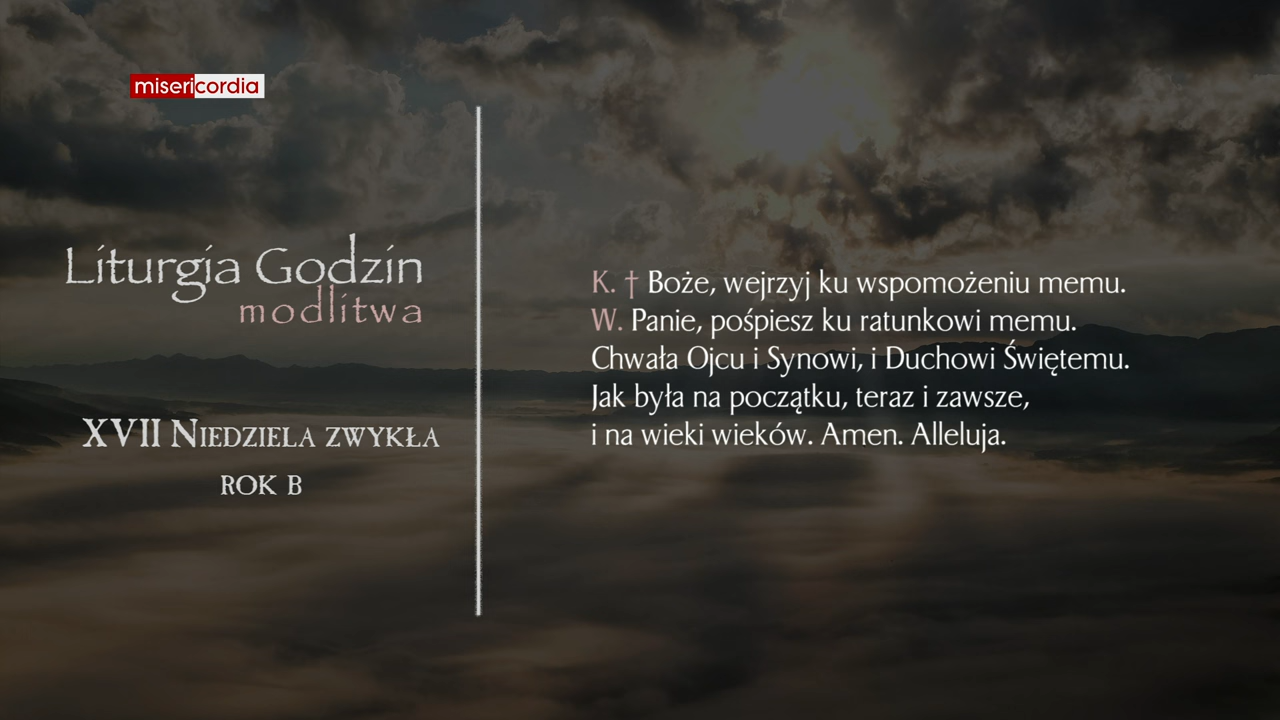 misericordia
Liturgia Godzin
modlitwa
XVII Niedziela zwykła
rok B
K. † Boże, wejrzyj ku wspomożeniu memu.
W. Panie, pośpiesz ku ratunkowi memu.
Chwała Ojcu i Synowi, i Duchowi Świętemu.
Jak była na początku, teraz i zawsze,
i na wieki wieków. Amen. Alleluja.